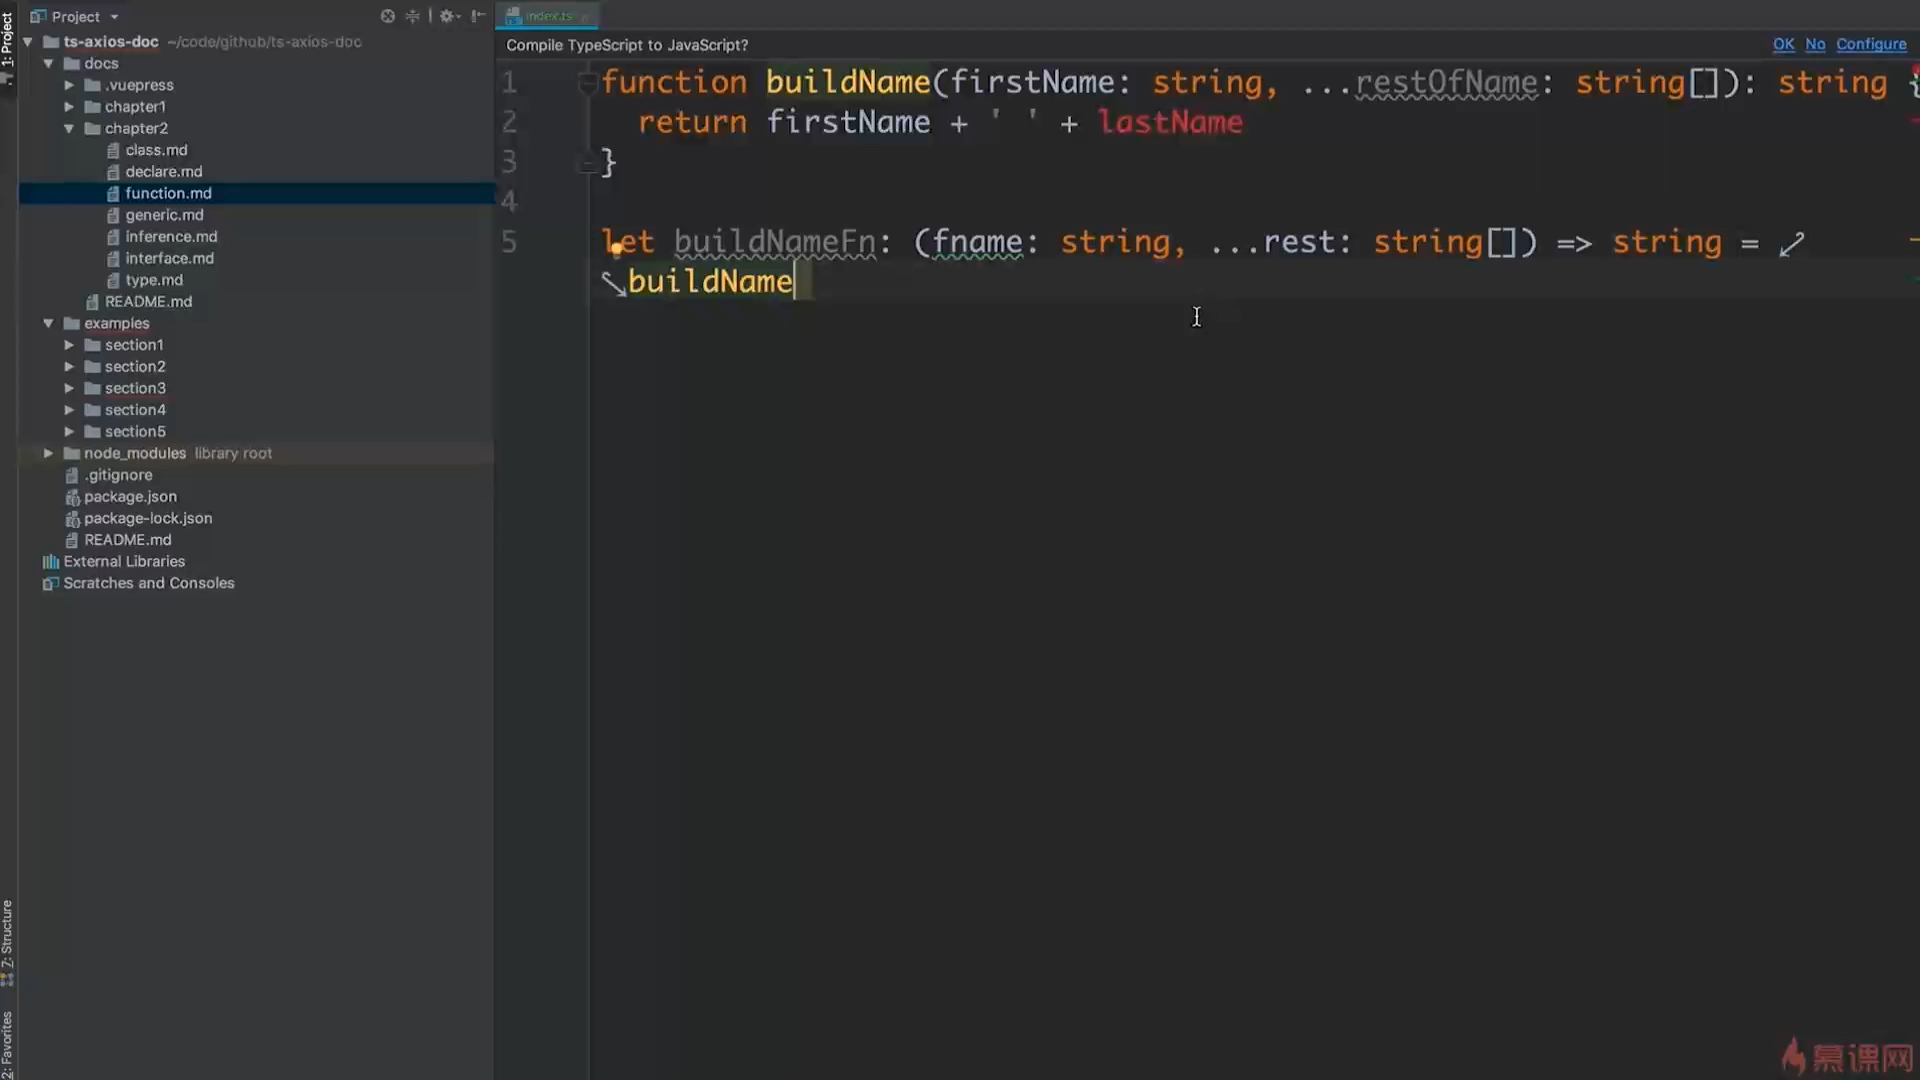 1: Project
Project
ts-axios-doc ~/code/github/ts-axios-doc
docs
.vuepress
chapter1
chapter2
class.md
declare.md
function.md
generic.md
inference.md
interface.md
type.md
README.md
examples
section1
section2
section3
section4
section5
node_modules library root
.gitignore
package.json
package-lock.json
README.md
External Libraries
Scratches and Consoles
7: Structure
2: Favorites
index.ts
Compile TypeScript to JavaScript?
OK No Configure
1 function buildName(firstName: string, ...restOfName: string[]): string {
2 return firstName + ' ' + lastName
3 }
4
5 let buildNameFn: (fname: string, ...rest: string[]) => string =
buildName
慕课网